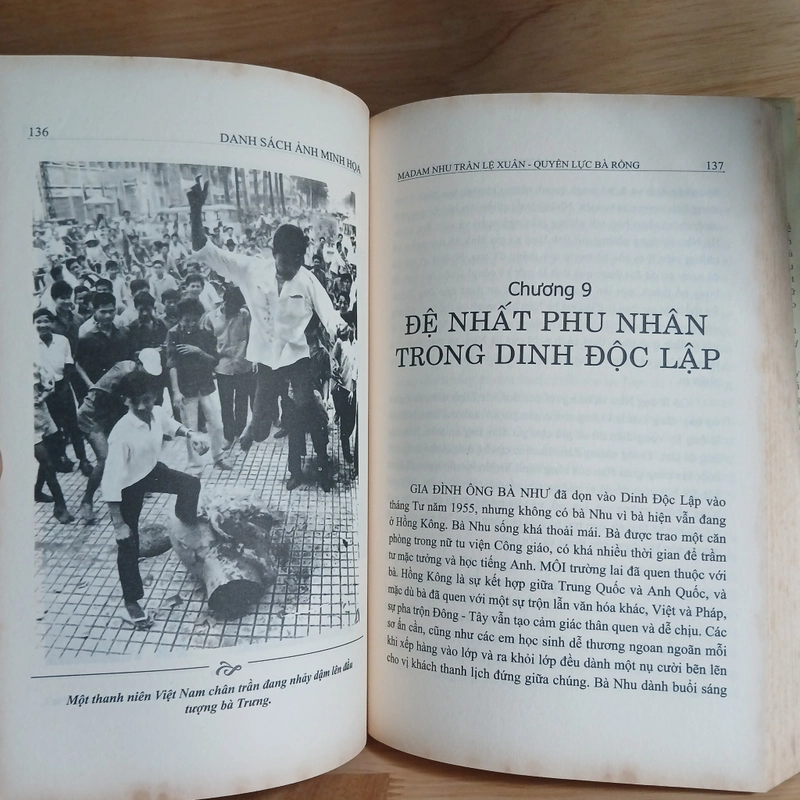 136
DANH SÁCH ẢNH MINH HỌA
Một thanh niên Việt Nam chân trần đang nhảy dậm lên đầu
tượng bà Trưng.
MADAM NHU TRẦN LỆ XUÂN - QUYỀN LỰC BÀ RỒNG
137
Chương 9
ĐỆ NHẤT PHU NHÂN
TRONG DINH ĐỘC LẬP
GIA ĐÌNH ÔNG BÀ NHƯ đã dọn vào Dinh Độc Lập vào
tháng Tư năm 1955, nhưng không có bà Nhu vì bà hiện vẫn đang
ở Hồng Kông. Bà Nhu sống khá thoải mái. Bà được trao một căn
phòng trong nữ tu viện Công giáo, có khá nhiều thời gian để trầm
tư mặc tưởng và học tiếng Anh. MÔI trường lai đã quen thuộc với
bà. Hồng Kông là sự kết hợp giữa Trung Quốc và Anh Quốc, và
mặc dù bà đã quen với một sự trộn lẫn văn hóa khác, Việt và Pháp,
sự pha trộn Đông - Tây vẫn tạo cảm giác thân quen và dễ chịu. Các
sơ ân cần, cũng như các em học sinh dễ thương ngoan ngoãn mỗi
khi xếp hàng vào lớp và ra khỏi lớp đều dành một nụ cười bẽn lẽn
cho vị khách thanh lịch đứng giữa chúng. Bà Nhu dành buổi sáng